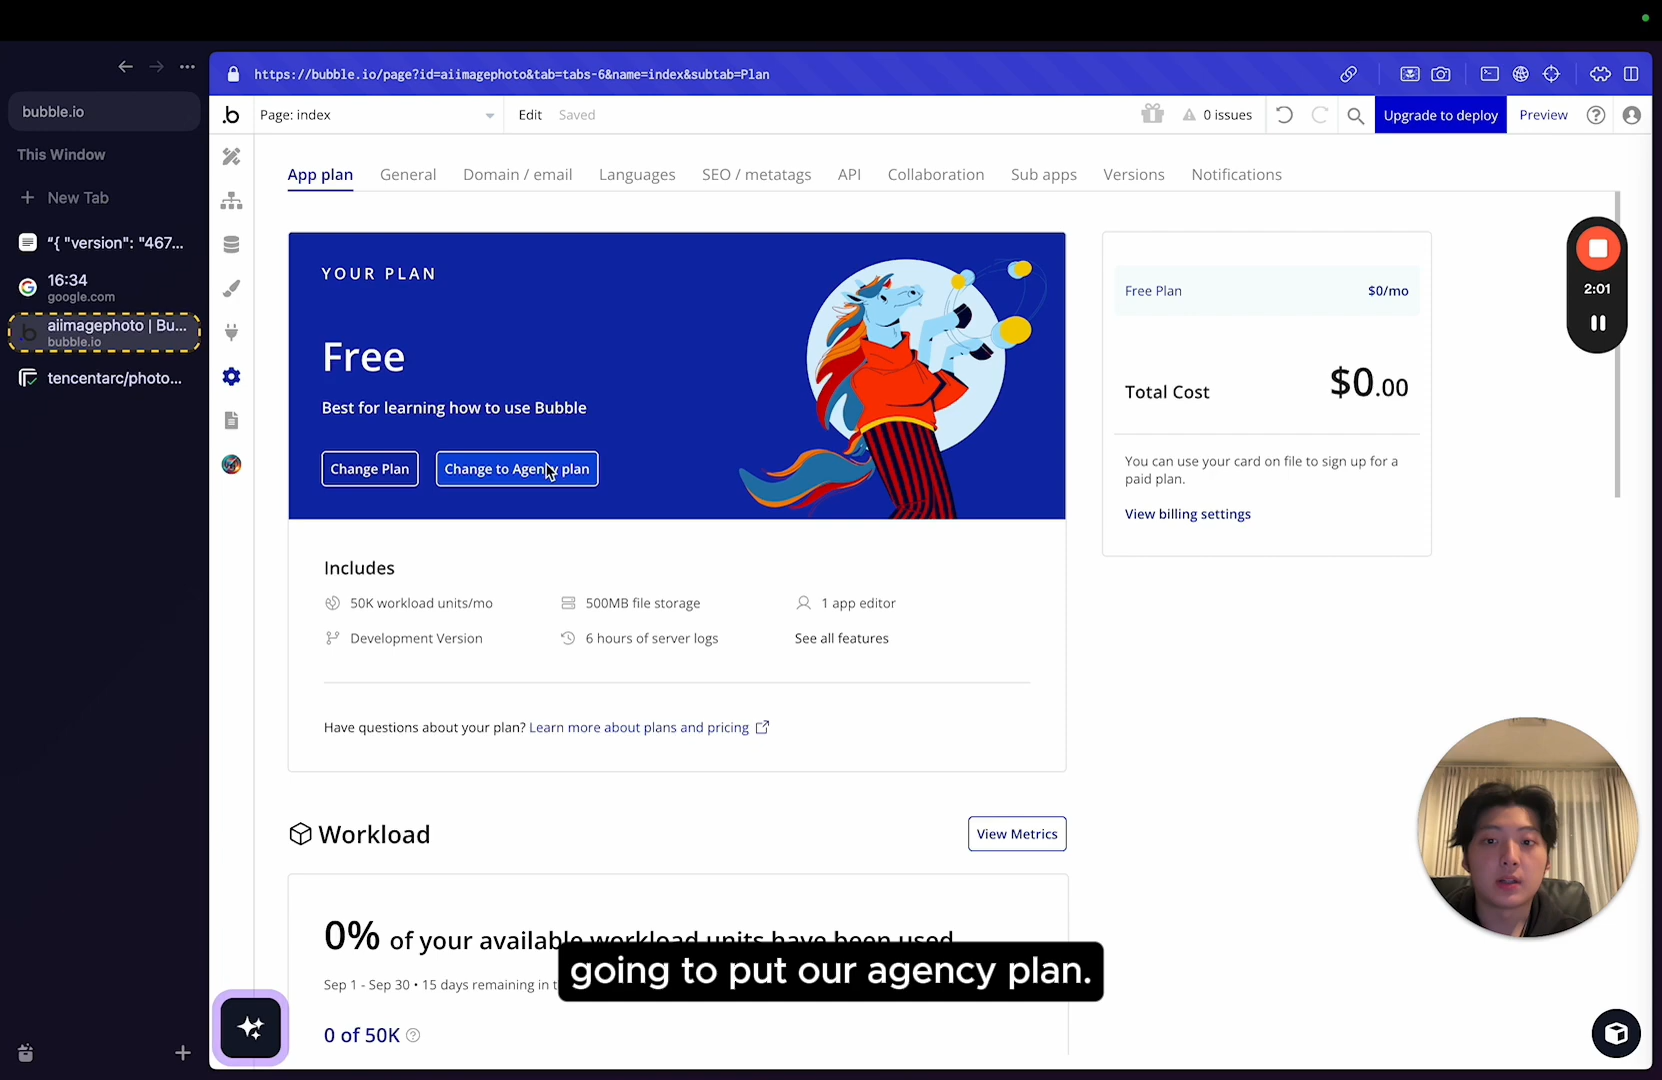 bubble.io
This Window
New Tab
"{ "version": "467...
16:34
google.com
aiimagephoto | Bu...
bubble.io
tencentarc/photo...
https://bubble.io/page?id=aiimagephoto&tab=tabs-6&name=index&subtab=Plan
Page: index
Edit
Saved
0 issues
Upgrade to deploy
Preview
App plan
General
Domain / email
Languages
SEO / metatags
API
Collaboration
Sub apps
Versions
Notifications
YOUR PLAN
Free
Best for learning how to use Bubble
Change Plan
Change to Agency plan
Includes
50K workload units/mo
500MB file storage
1 app editor
Development Version
6 hours of server logs
See all features
Have questions about your plan? Learn more about plans and pricing
Free Plan
$0/mo
Total Cost
$0.00
You can use your card on file to sign up for a
paid plan.
View billing settings
2:01
Workload
View Metrics
0% of your available workload units have been used
Sep 1 - Sep 30 • 15 days remaining in t
0 of 50K
going to put our agency plan.